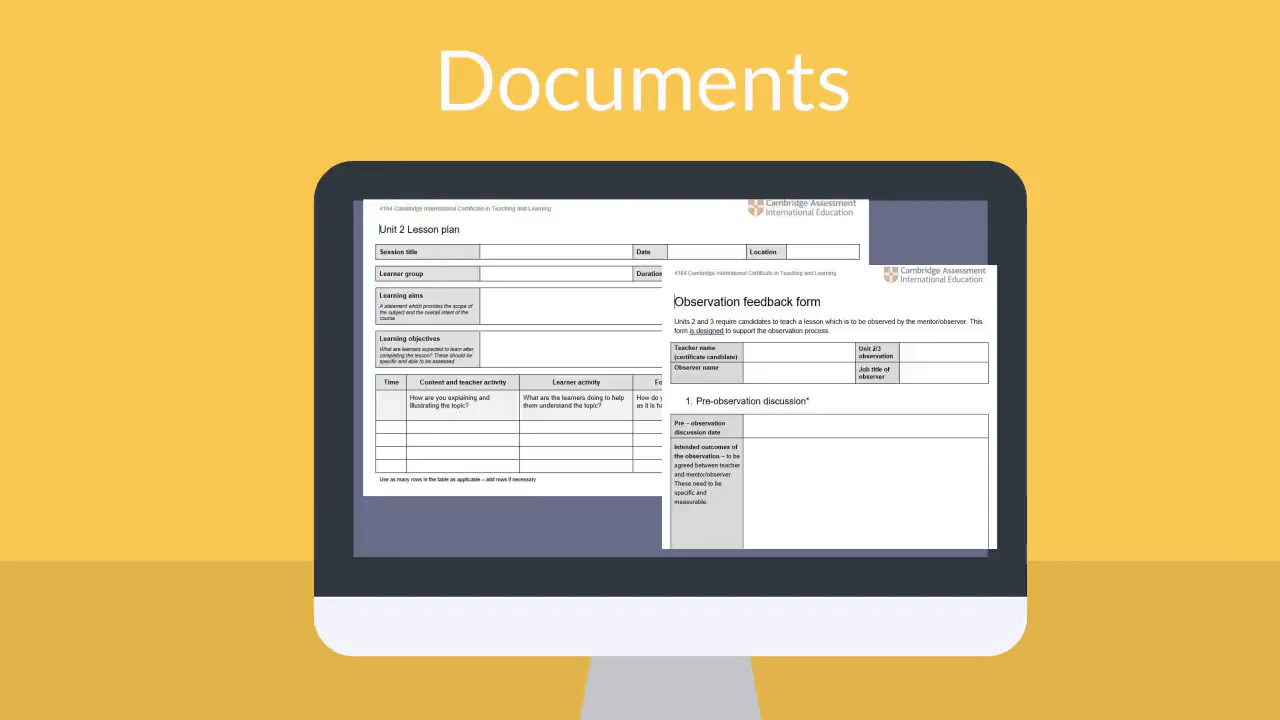 Documents
4164 Cambridge International Certificate in Teaching and Learning
Cambridge Assessment
International Education
Unit 2 Lesson plan
Session title
Date
Location
Learner group
Duration
Learning aims
A statement which provides the scope of
the subject and the overall intent of the
course
Learning objectives
What are learners expected to learn after
completing the lesson? These should be
specific and able to be assessed
Time
Content and teacher activity
Learner activity
How are you explaining and
illustrating the topic?
What are the learners doing to help
them understand the topic?
How do
as it is
Use as many rows in the table as applicable – add rows if necessary
4164 Cambridge International Certificate in Teaching and Learning
Cambridge Assessment
International Education
Observation feedback form
Units 2 and 3 require candidates to teach a lesson which is to be observed by the mentor/observer. This
form is designed to support the observation process.
Teacher name
(certificate candidate)
Unit 2/3
observation
Observer name
Job title of
observer
1. Pre-observation discussion*
Pre – observation
discussion date
Intended outcomes of
the observation – to be
agreed between teacher
and mentor/observer.
These need to be
specific and
measurable.